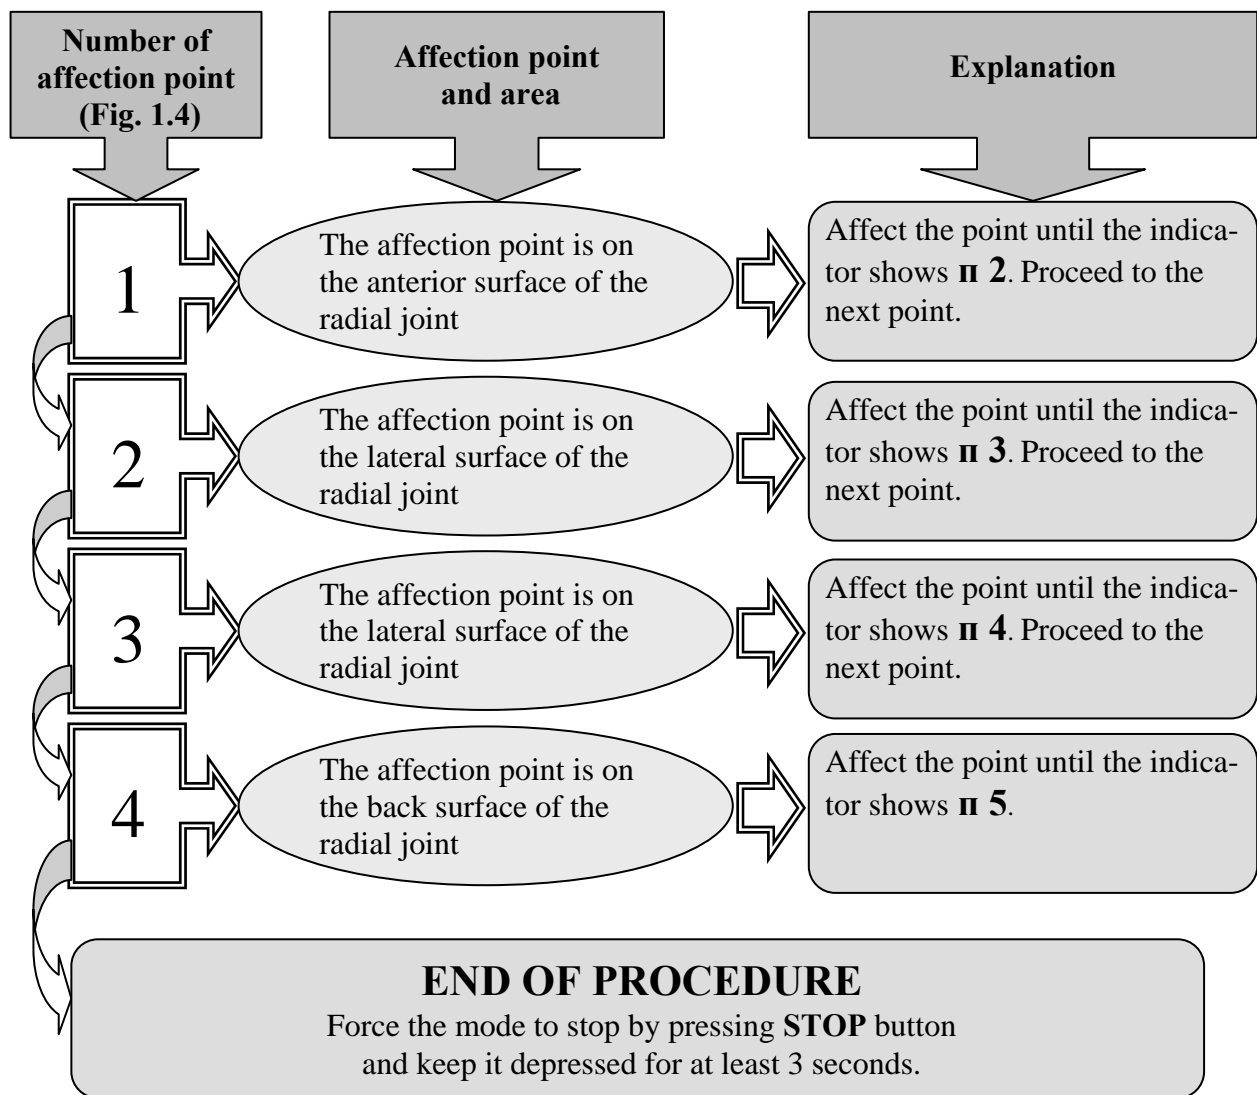 Number of
affection point
(Fig. 1.4)
Affection point
and area
Explanation
1
The affection point is on
the anterior surface of the
radial joint
Affect the point until the indica-
tor shows п 2. Proceed to the
next point.
2
The affection point is on
the lateral surface of the
radial joint
Affect the point until the indica-
tor shows п 3. Proceed to the
next point.
3
The affection point is on
the lateral surface of the
radial joint
Affect the point until the indica-
tor shows п 4. Proceed to the
next point.
4
The affection point is on
the back surface of the
radial joint
Affect the point until the indica-
tor shows п 5.
END OF PROCEDURE
Force the mode to stop by pressing STOP button
and keep it depressed for at least 3 seconds.